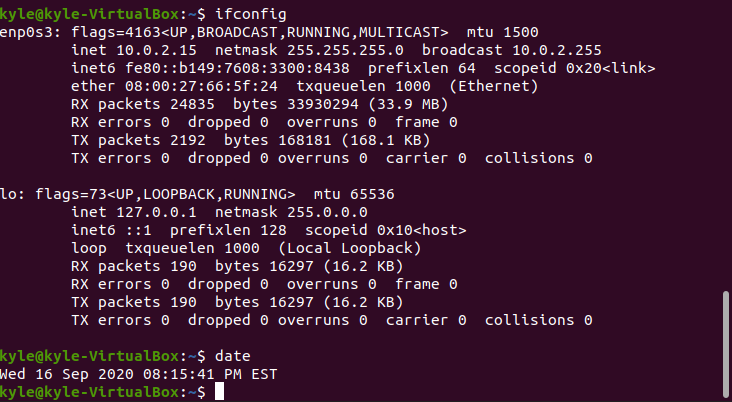 kyle@kyle-VirtualBox:~$ ifconfig
enp0s3: flags=4163<UP,BROADCAST,RUNNING,MULTICAST>  mtu 1500
        inet 10.0.2.15  netmask 255.255.255.0  broadcast 10.0.2.255
        inet6 fe80::b149:7608:3300:8438  prefixlen 64  scopeid 0x20<link>
        ether 08:00:27:66:5f:24  txqueuelen 1000  (Ethernet)
        RX packets 24835  bytes 33930294 (33.9 MB)
        RX errors 0  dropped 0  overruns 0  frame 0
        TX packets 2192  bytes 168181 (168.1 KB)
        TX errors 0  dropped 0 overruns 0  carrier 0  collisions 0

lo: flags=73<UP,LOOPBACK,RUNNING>  mtu 65536
        inet 127.0.0.1  netmask 255.0.0.0
        inet6 ::1  prefixlen 128  scopeid 0x10<host>
        loop  txqueuelen 1000  (Local Loopback)
        RX packets 190  bytes 16297 (16.2 KB)
        RX errors 0  dropped 0  overruns 0  frame 0
        TX packets 190  bytes 16297 (16.2 KB)
        TX errors 0  dropped 0 overruns 0  carrier 0  collisions 0

kyle@kyle-VirtualBox:~$ date
Wed 16 Sep 2020 08:15:41 PM EST
kyle@kyle-VirtualBox:~$